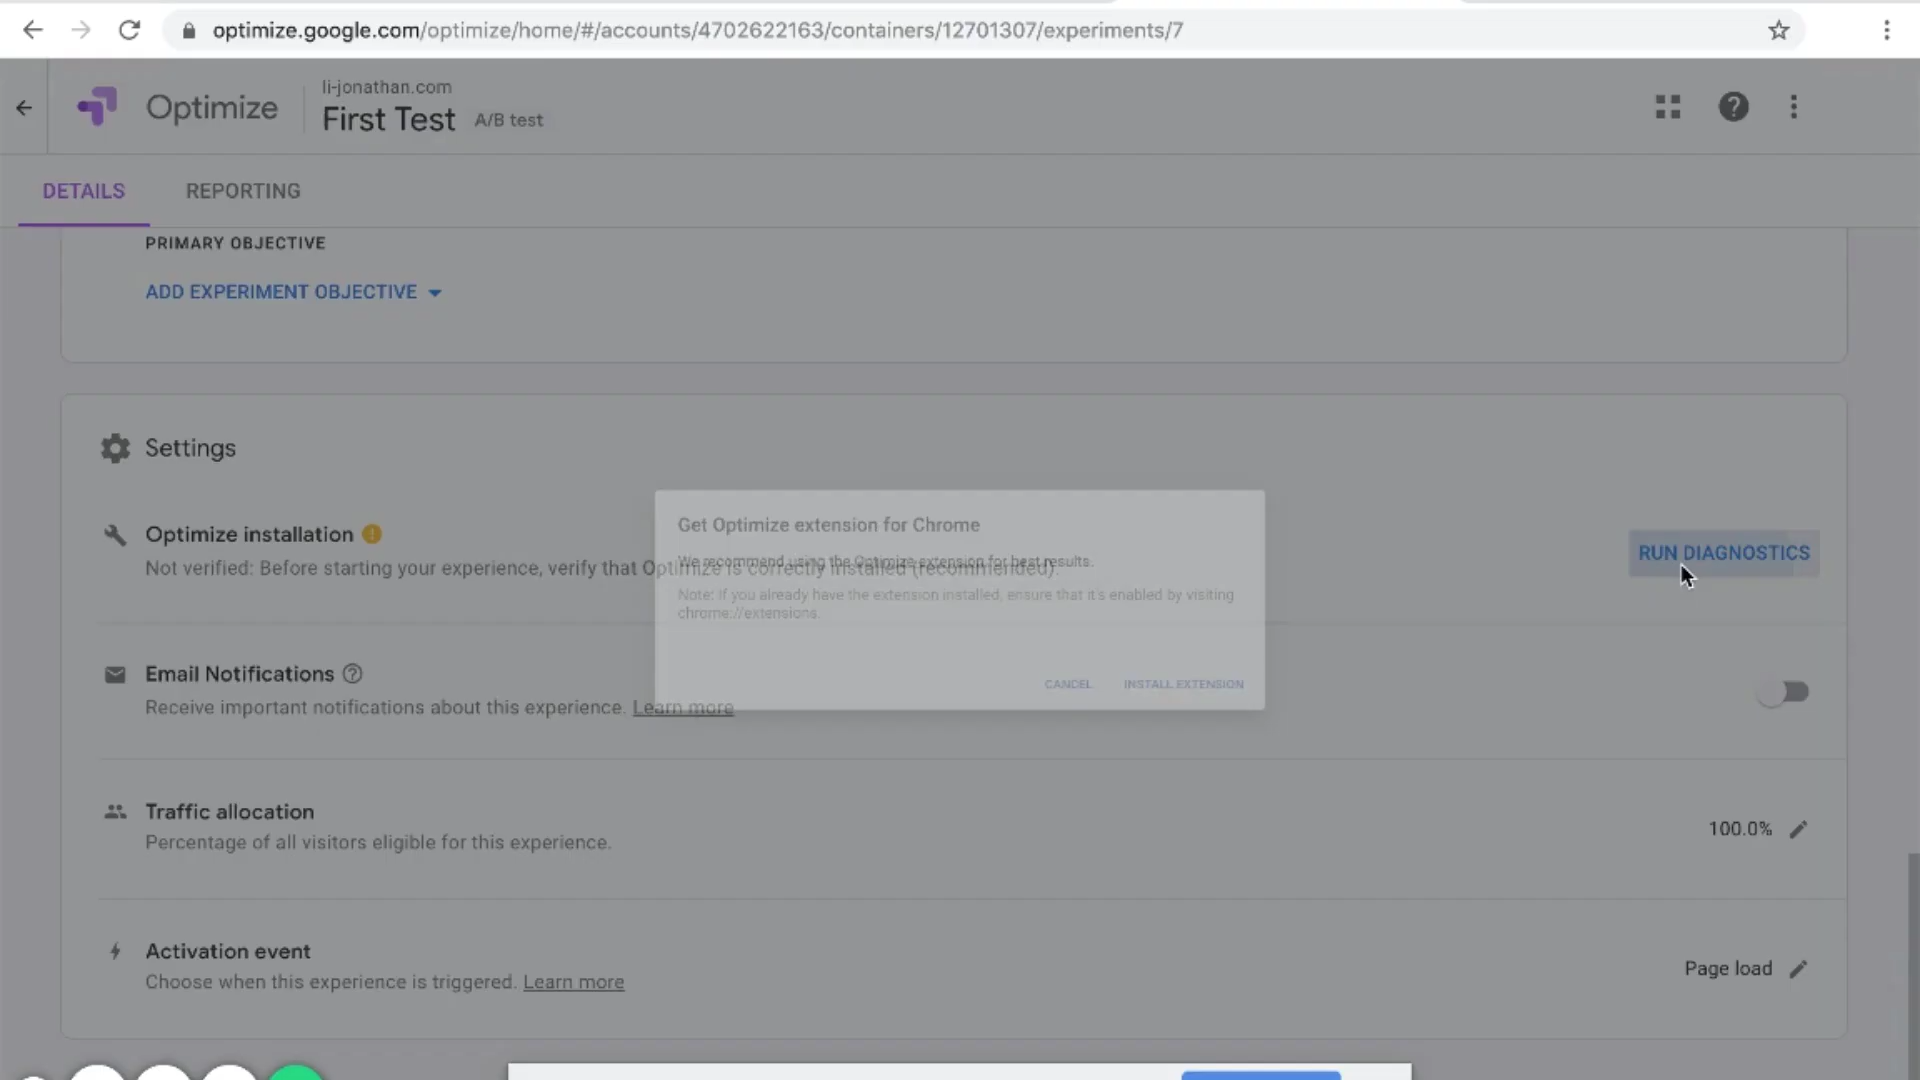 optimize.google.com/optimize/home/#/accounts/4702622163/containers/12701307/experiments/7
Optimize
li-jonathan.com
First Test A/B test
DETAILS REPORTING
PRIMARY OBJECTIVE
ADD EXPERIMENT OBJECTIVE
Settings
Optimize installation
Not verified: Before starting your experience, verify that Optimize is correctly installed (recommended).
RUN DIAGNOSTICS
Get Optimize extension for Chrome
We recommend using the Optimize extension for best results.
Note: If you already have the extension installed, ensure that it's enabled by visiting
chrome://extensions.
CANCEL INSTALL EXTENSION
Email Notifications
Receive important notifications about this experience. Learn more
Traffic allocation
Percentage of all visitors eligible for this experience.
100.0%
Activation event
Choose when this experience is triggered. Learn more
Page load